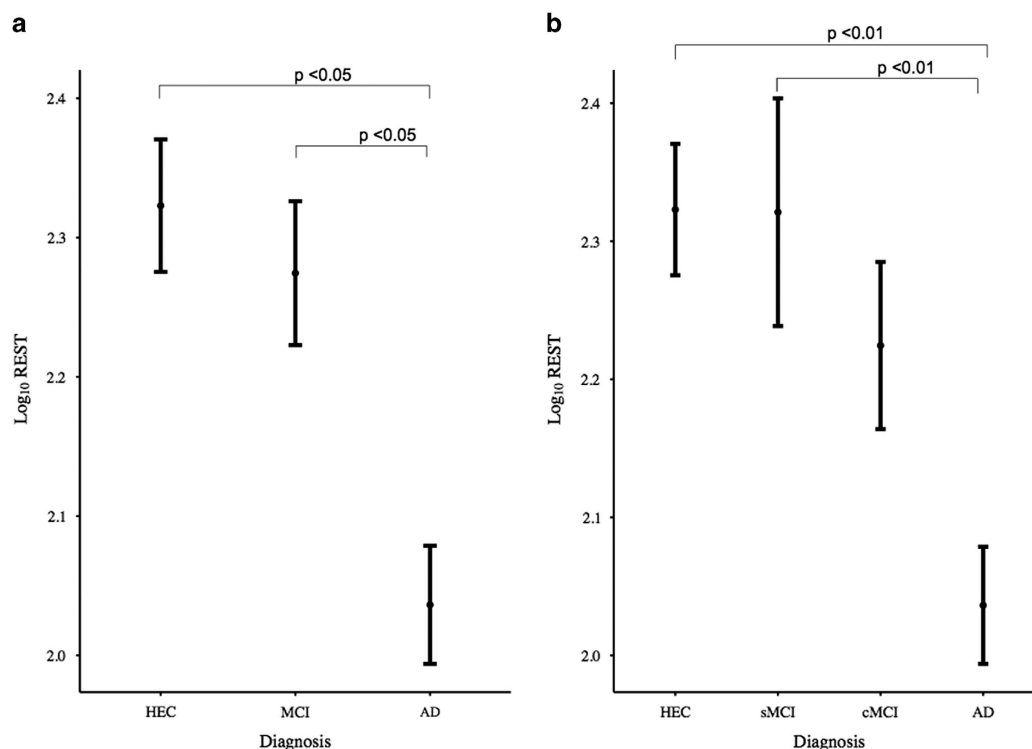 a
p <0.05
p <0.05
2.4
2.3
2.2
2.1
2.0
Log₁₀ REST
HEC MCI AD
Diagnosis
b
p <0.01
p <0.01
2.4
2.3
2.2
2.1
2.0
Log₁₀ REST
HEC sMCI cMCI AD
Diagnosis